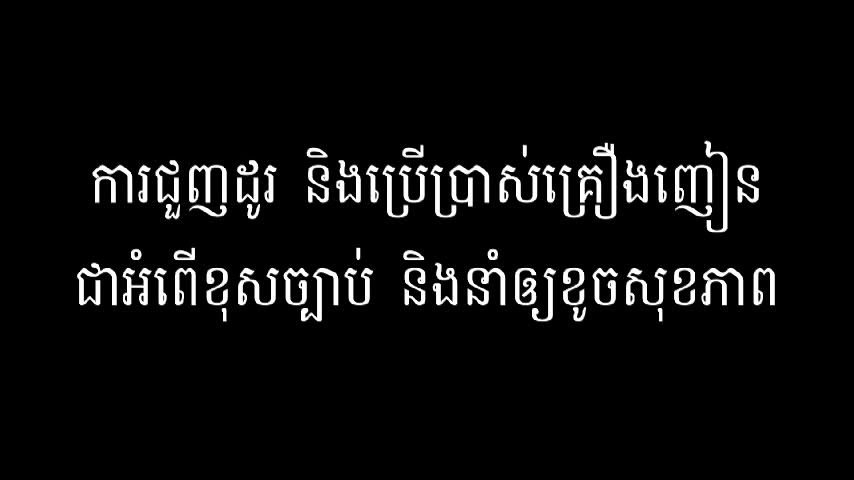 ការជួញដូរ និងប្រើប្រាស់គ្រឿងញៀន
ជាអំពើខុសច្បាប់ និងនាំឲ្យខូចសុខភាព